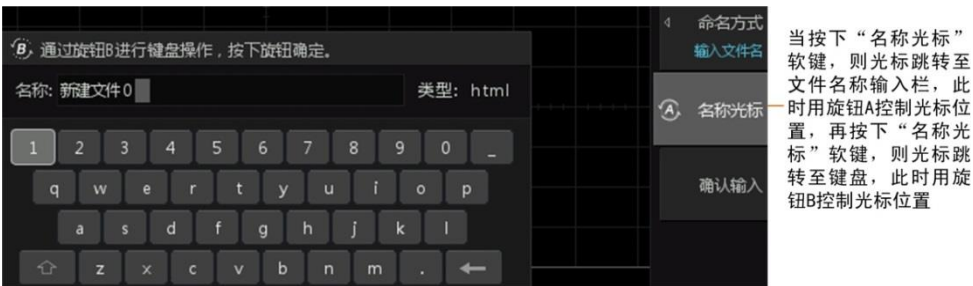 B 通过旋钮B进行键盘操作，按下旋钮确定。
名称: 新建文件0 类型: html
1 2 3 4 5 6 7 8 9 0 _
q w e r t y u i o p
a s d f g h j k l
z x c v b n m .
命名方式
输入文件名
A 名称光标
确认输入
当按下“名称光标”
软键，则光标跳转至
文件名称输入栏，此
时用旋钮A控制光标位
置，再按下“名称光
标”软键，则光标跳
转至键盘，此时用旋
钮B控制光标位置